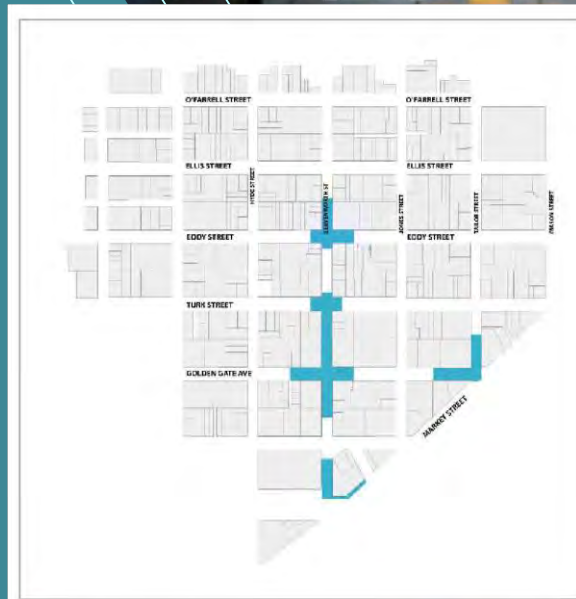 O'FARRELL STREET
O'FARRELL STREET
ELLIS STREET
ELLIS STREET
HYDE STREET
LEAVENWORTH ST
JONES STREET
TAYLOR STREET
MASON STREET
EDDY STREET
EDDY STREET
TURK STREET
GOLDEN GATE AVE
MARKET STREET